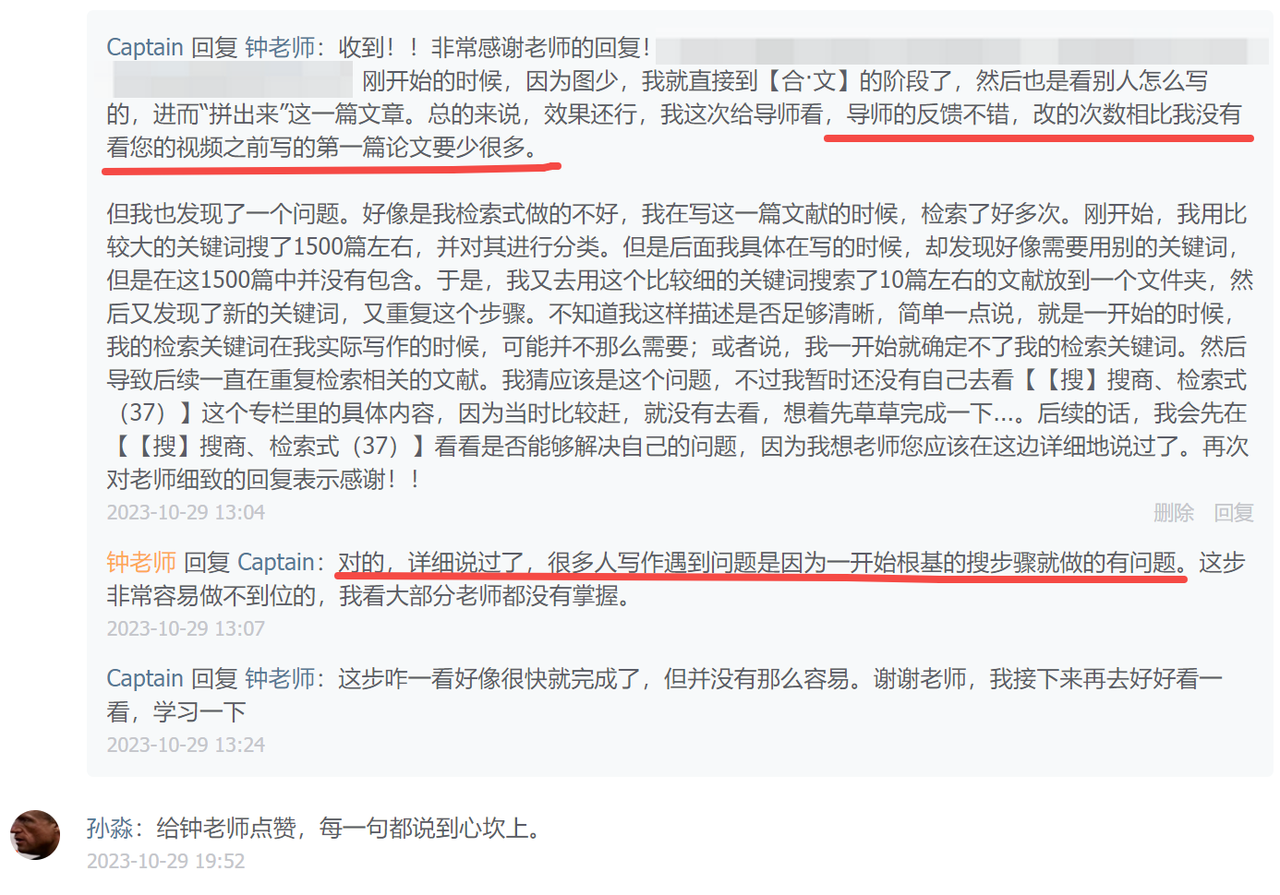 Captain 回复 钟老师：收到！！非常感谢老师的回复！
刚开始的时候，因为图少，我就直接到【合·文】的阶段了，然后也是看别人怎么写
的，进而“拼出来”这一篇文章。总的来说，效果还行，我这次给导师看，导师的反馈不错，改的次数相比我没有
看您的视频之前写的第一篇论文要少很多。
但我也发现了一个问题。好像是我检索式做的不好，我在写这一篇文献的时候，检索了好多次。刚开始，我用比
较大的关键词搜了1500篇左右，并对其进行分类。但是后面我具体在写的时候，却发现好像需要用别的关键词，
但是在这1500篇中并没有包含。于是，我又去用这个比较细的关键词搜索了10篇左右的文献放到一个文件夹，然
后又发现了新的关键词，又重复这个步骤。不知道我这样描述是否足够清晰，简单一点说，就是一开始的时候，
我的检索关键词在我实际写作的时候，可能并不那么需要；或者说，我一开始就确定不了我的检索关键词。然后
导致后续一直在重复检索相关的文献。我猜应该是这个问题，不过我暂时还没有自己去看【【搜】搜商、检索式
（37）】这个专栏里的具体内容，因为当时比较赶，就没有去看，想着先草草完成一下...。后续的话，我会先在
【【搜】搜商、检索式（37）】看看是否能够解决自己的问题，因为我想老师您应该在这边详细地说过了。再次
对老师细致的回复表示感谢！！
2023-10-29 13:04 删除 回复
钟老师 回复 Captain：对的，详细说过了，很多人写作遇到问题是因为一开始根基的搜步骤就做的有问题。这步
非常容易做不到位的，我看大部分老师都没有掌握。
2023-10-29 13:07
Captain 回复 钟老师：这步咋一看好像很快就完成了，但并没有那么容易。谢谢老师，我接下来再去好好看一
看，学习一下
2023-10-29 13:24
孙淼：给钟老师点赞，每一句都说到心坎上。
2023-10-29 19:52